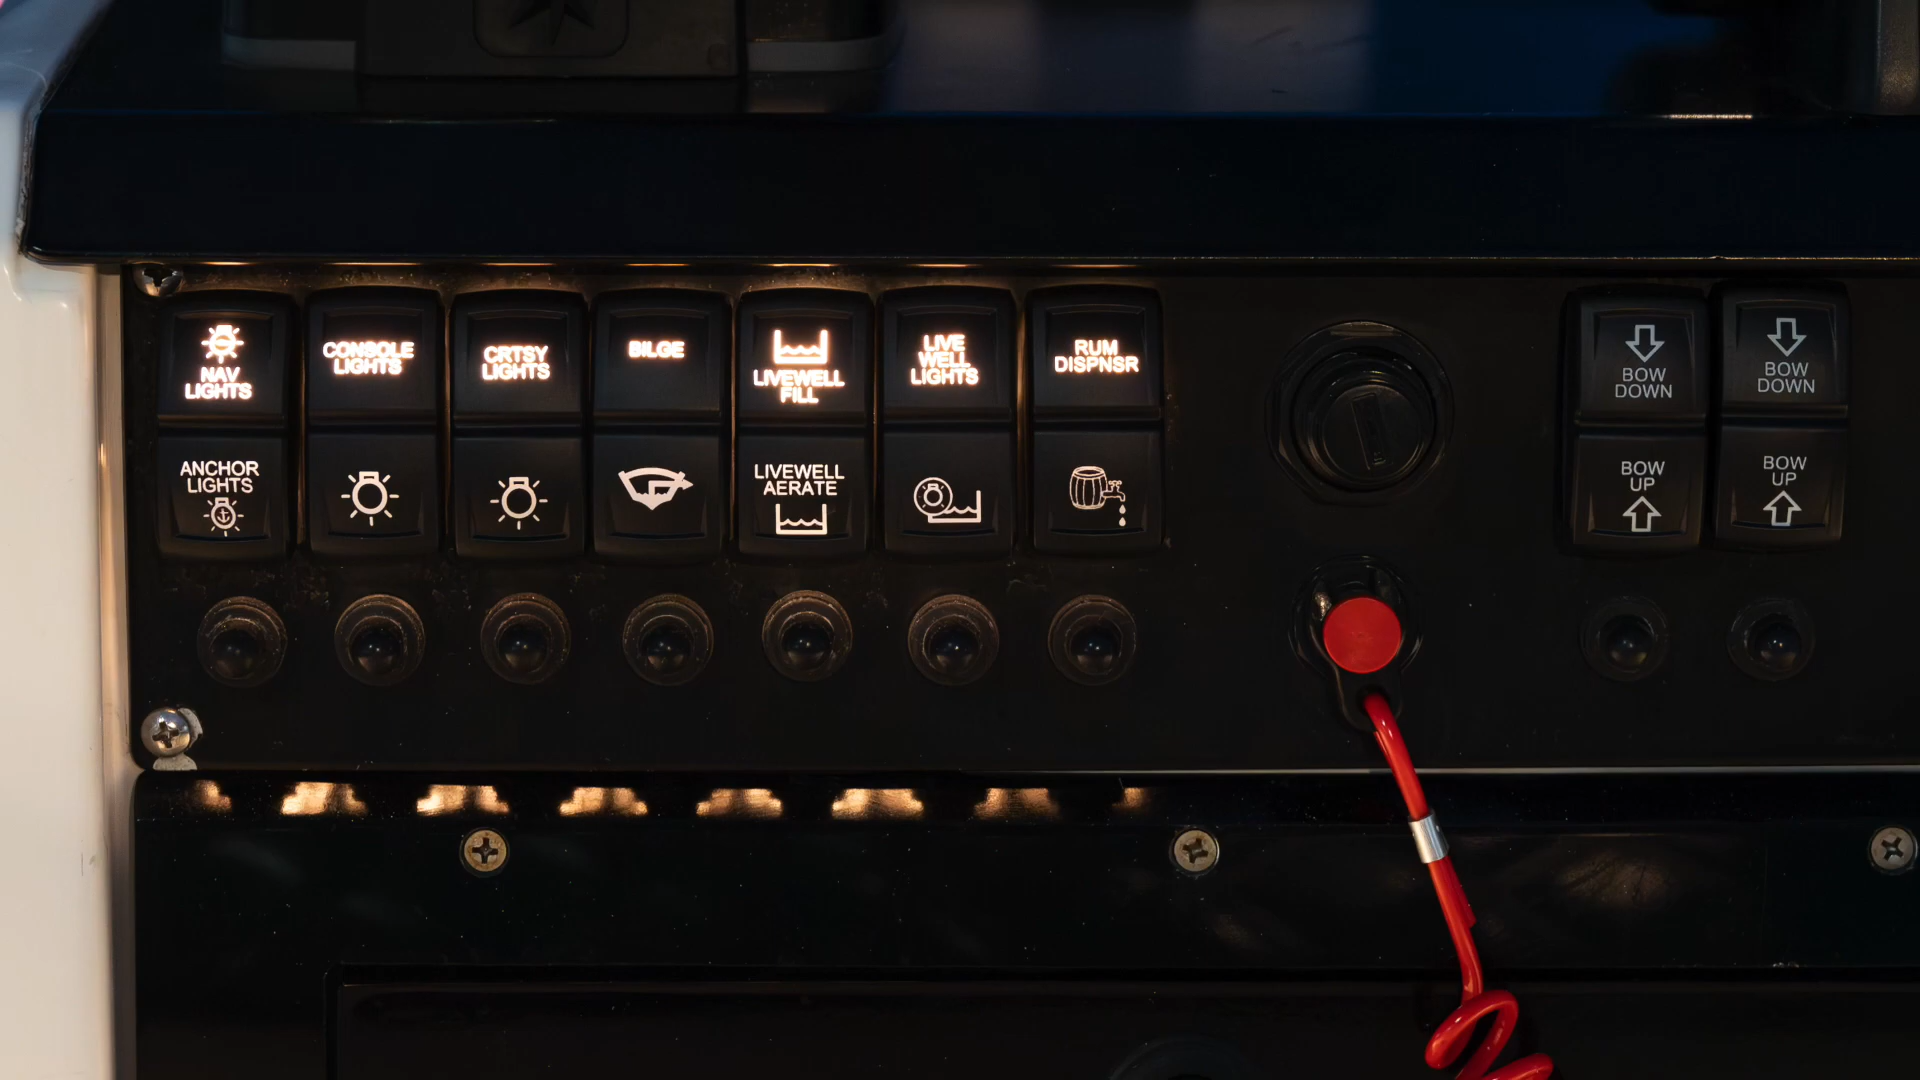 NAV
LIGHTS
ANCHOR
LIGHTS
CONSOLE
LIGHTS
CRTSY
LIGHTS
BILGE
LIVEWELL
FILL
LIVEWELL
AERATE
LIVE
WELL
LIGHTS
RUM
DISPNSR
BOW
DOWN
BOW
UP
BOW
DOWN
BOW
UP